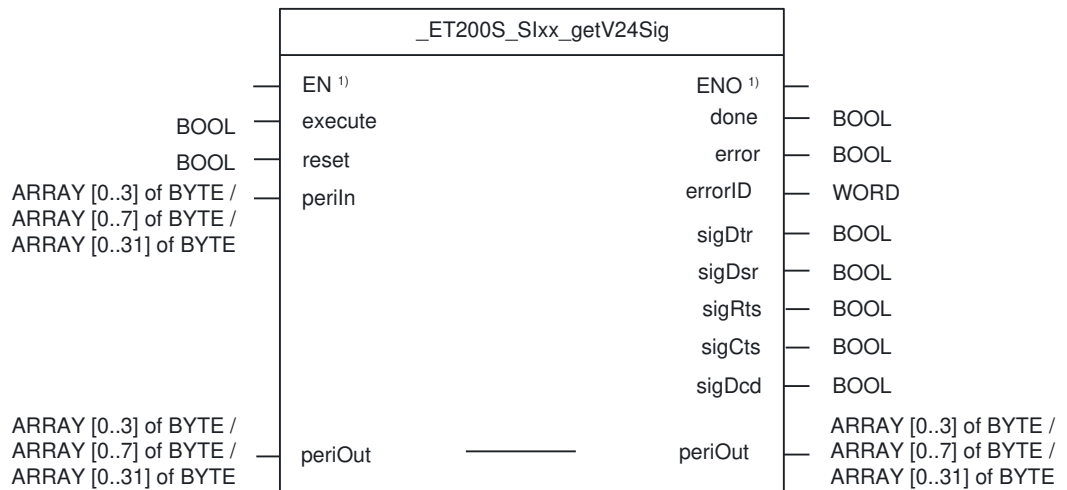 _ET200S_SIxx_getV24Sig
EN 1) ENO 1)
BOOL execute done BOOL
BOOL reset error BOOL
ARRAY [0..3] of BYTE / periIn errorID WORD
ARRAY [0..7] of BYTE /
ARRAY [0..31] of BYTE
sigDtr BOOL
sigDsr BOOL
sigRts BOOL
sigCts BOOL
sigDcd BOOL
ARRAY [0..3] of BYTE / ARRAY [0..3] of BYTE /
ARRAY [0..7] of BYTE / periOut periOut ARRAY [0..7] of BYTE /
ARRAY [0..31] of BYTE ARRAY [0..31] of BYTE